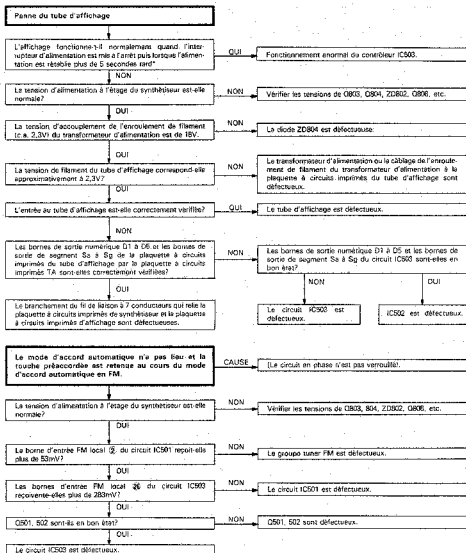 Panne du tube d'affichage
L'affichage fonctionne-t-il normalement quand l'inter-
rupteur d'alimentation est mis à l'arrêt puis lorsque l'alimen-
tation est rétablie plus de 5 secondes tard?
OUI
Fonctionnement anormal du contrôleur IC503.
NON
La tension d'alimentation à l'étage du synthétiseur est-elle
normale?
NON
Vérifier les tensions de Q803, Q804, ZD802, Q806, etc.
OUI
La tension d'accouplement de l'enroulement de filament
(c.a. 2,3V) du transformateur d'alimentation est de 18V.
NON
La diode ZD804 est défectueuse.
OUI
La tension de filament du tube d'affichage correspond-elle
approximativement à 2,3V?
NON
Le transformateur d'alimentation ou le câblage de l'enroule-
ment de filament du transformateur d'alimentation à la
plaquette à circuits imprimés du tube d'affichage sont
défectueux.
OUI
L'entrée au tube d'affichage est-elle correctement vérifiée?
OUI
Le tube d'affichage est défectueux.
NON
Les bornes de sortie numérique D1 à D5 et les bornes de
sortie de segment Sa à Sg de la plaquette à circuits
imprimés du tube d'affichage par la plaquette à circuits
imprimés TA sont-elles correctement vérifiées?
NON
Les bornes de sortie numérique D1 à D5 et les bornes de
sortie de segment Sa à Sg du circuit IC503 sont-elles en
bon état?
OUI
NON
OUI
Le branchement du fil de liaison à 7 conducteurs qui relie la
plaquette à circuits imprimés de synthétiseur et la plaquette
à circuits imprimés d'affichage sont défectueuses.
Le circuit IC503 est
défectueux.
IC502 est défectueux.
Le mode d'accord automatique n'a pas lieu et la
touche préaccordée est retenue au cours du mode
d'accord automatique en FM.
CAUSE
(Le circuit en phase n'est pas verrouillé).
La tension d'alimentation à l'étage du synthétiseur est-elle
normale?
NON
Vérifier les tensions de Q803, 804, ZD802, Q806, etc.
OUI
La borne d'entrée FM local ② du circuit IC501 reçoit-elle
plus de 53mV?
NON
Le groupe tuner FM est défectueux.
OUI
Les bornes d'entrée FM local ㉖ du circuit IC503
reçoivent-elles plus de 283mV?
NON
Le circuit IC501 est défectueux.
OUI
Q501, 502 sont-ils en bon état?
NON
Q501, 502 sont défectueux.
OUI
Le circuit IC503 est défectueux.